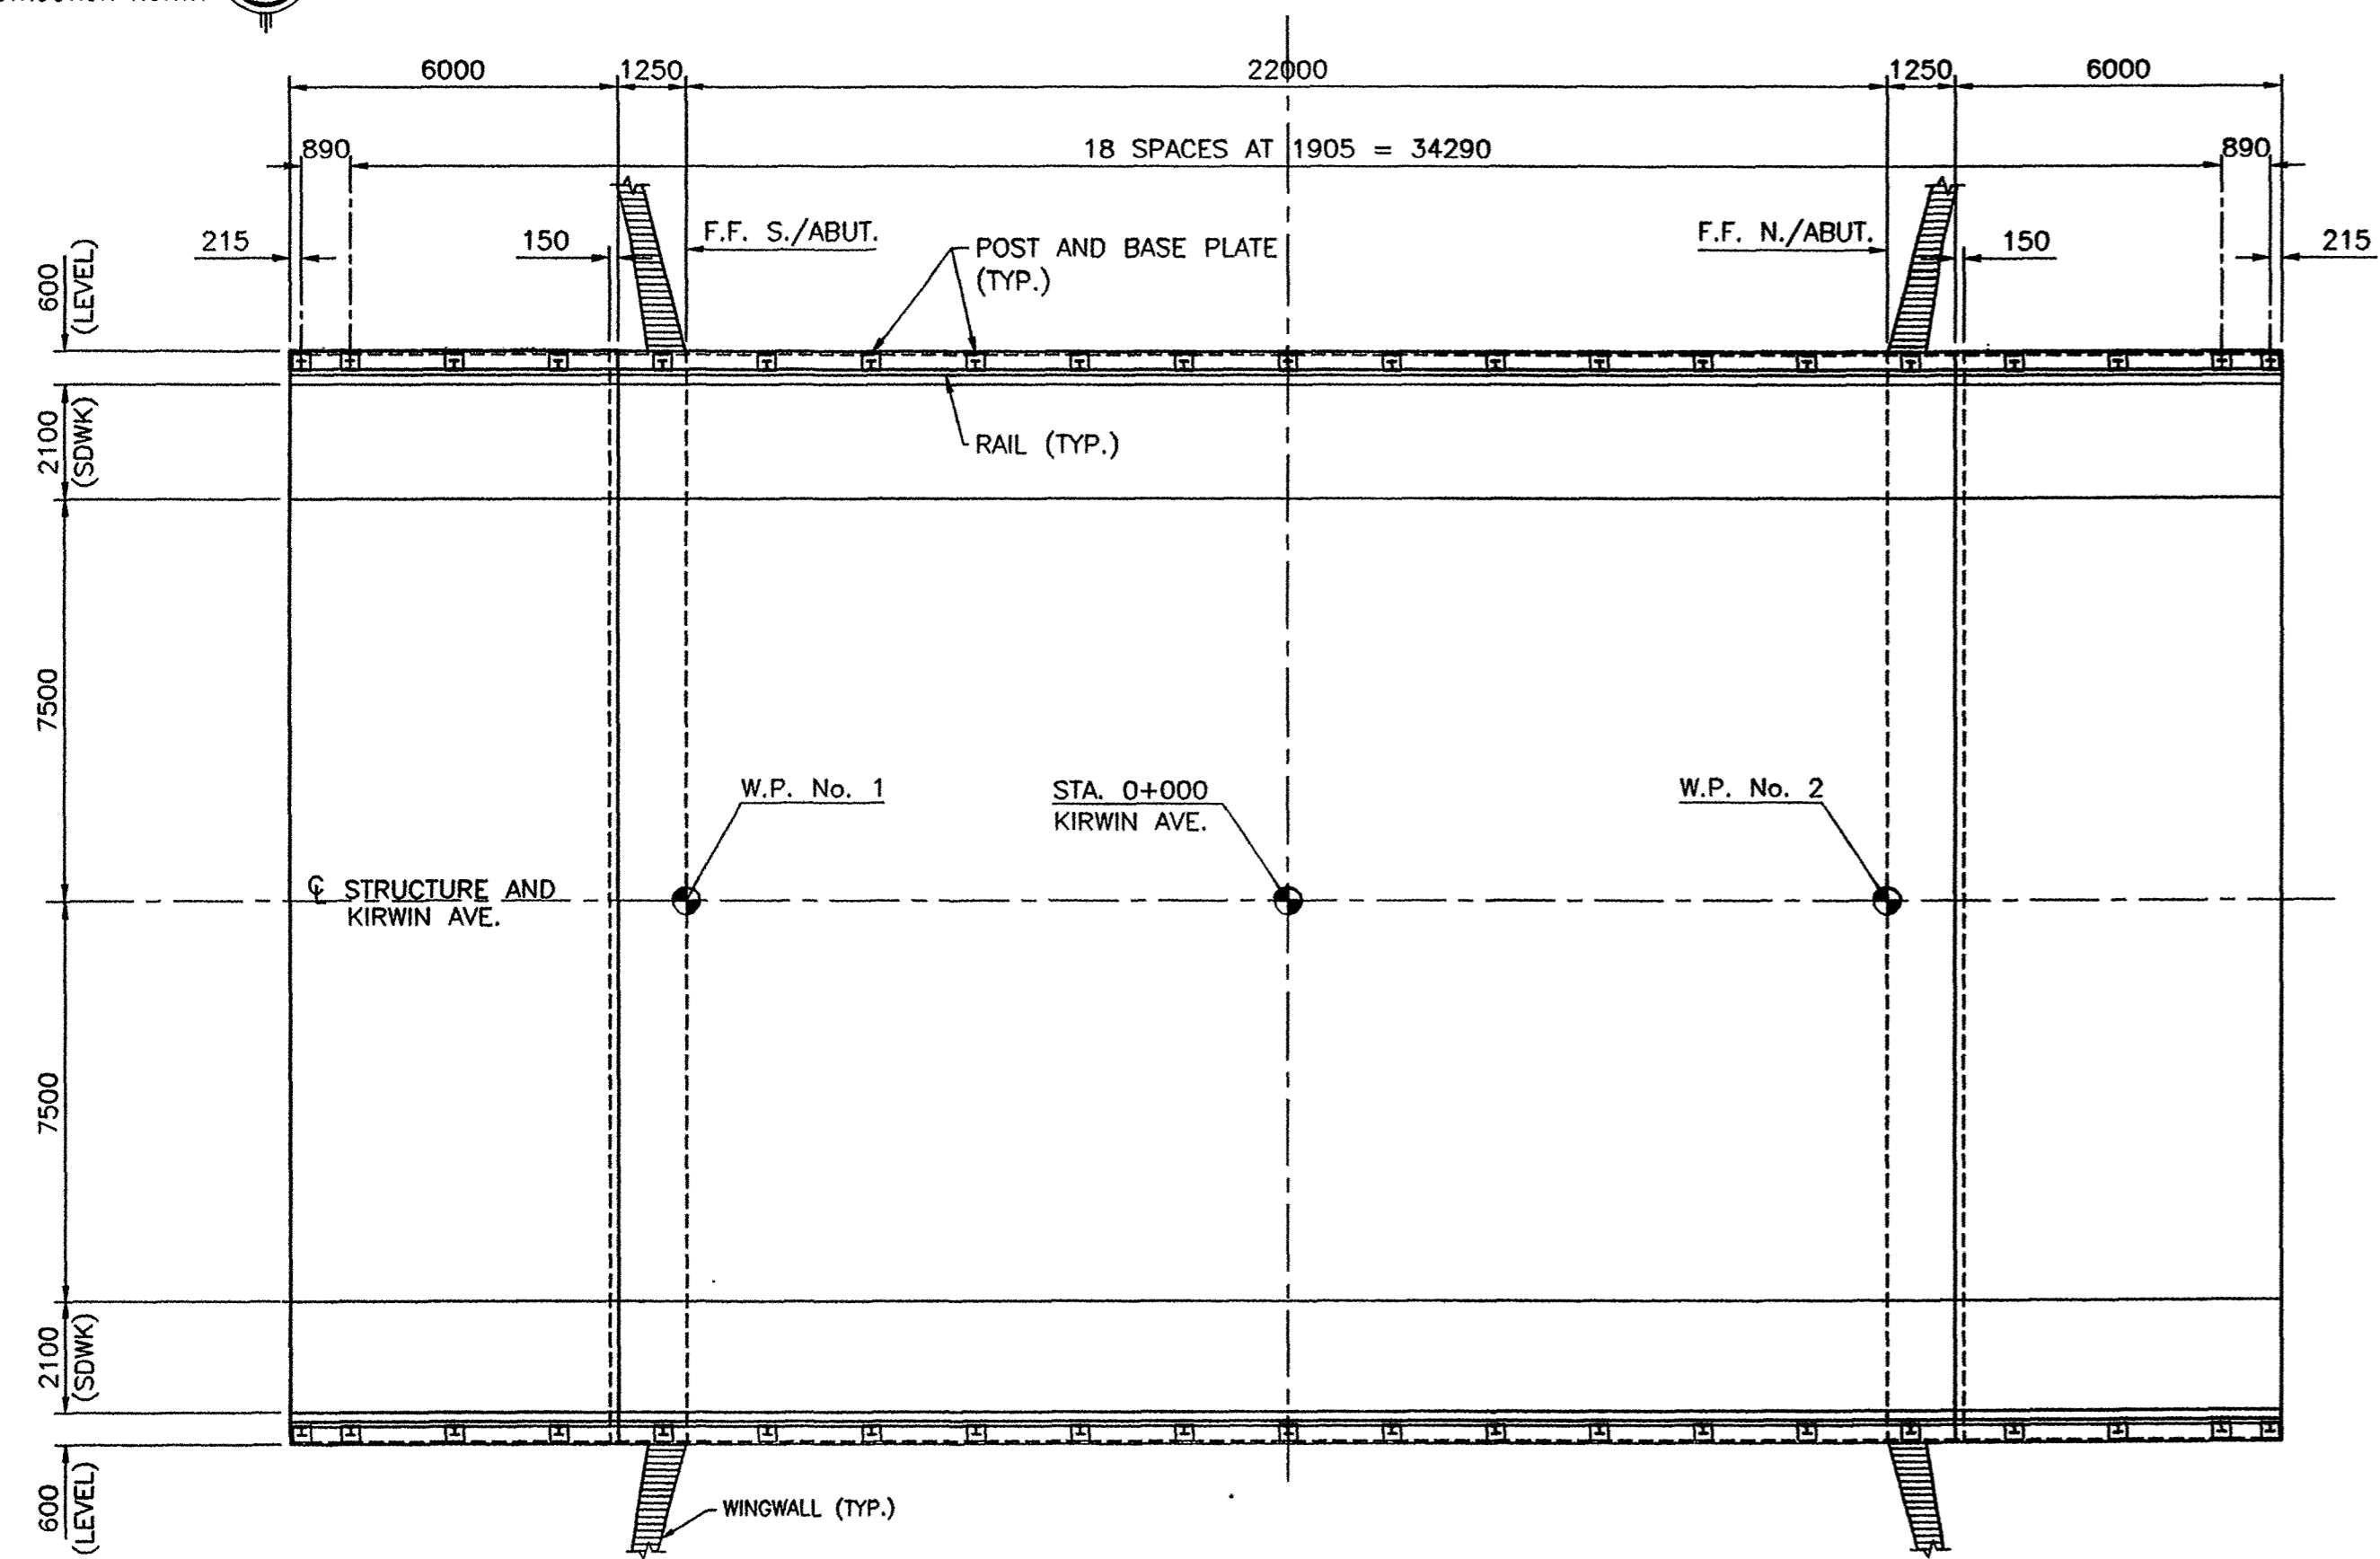 6000
1250
22000
1250
6000
890
18 SPACES AT 1905 = 34290
890
215
150
F.F. S./ABUT.
POST AND BASE PLATE
(TYP.)
F.F. N./ABUT.
150
215
600
(LEVEL)
2100
(SDWK)
RAIL (TYP.)
7500
W.P. No. 1
STA. 0+000
KIRWIN AVE.
W.P. No. 2
℄ STRUCTURE AND
KIRWIN AVE.
7500
2100
(SDWK)
600
(LEVEL)
WINGWALL (TYP.)